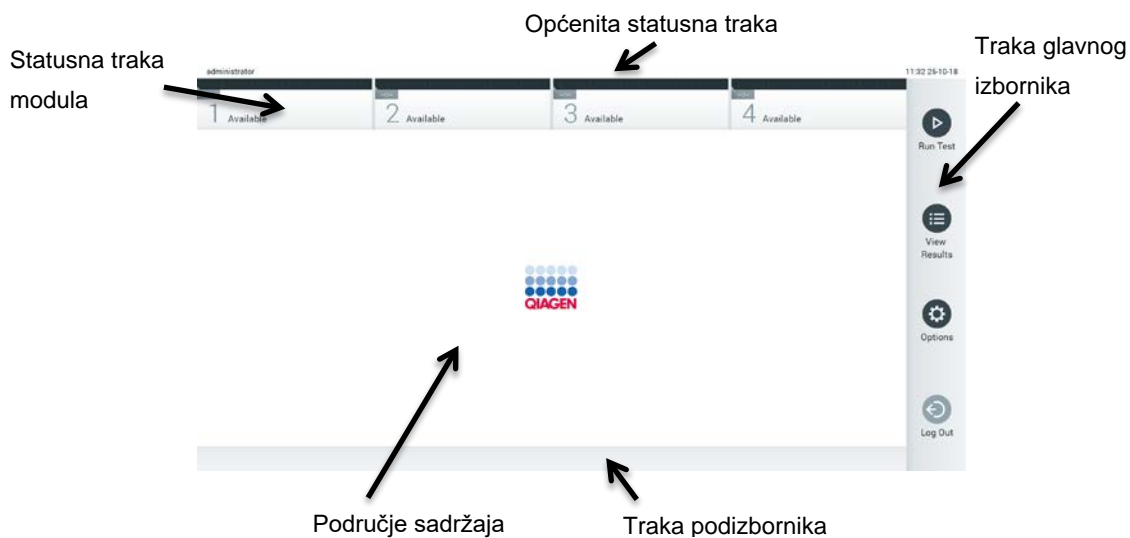 Općenita statusna traka
Statusna traka
modula
Traka glavnog
izbornika
administrator
11:32 25-10-18
1 Available
2 Available
3 Available
4 Available
Run Test
View
Results
QIAGEN
Options
Log Out
Područje sadržaja
Traka podizbornika